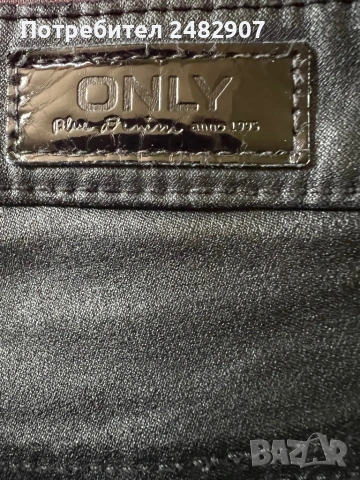 Потребител 2482907
ONLY
Blue Denim anno 1995
BAZAR